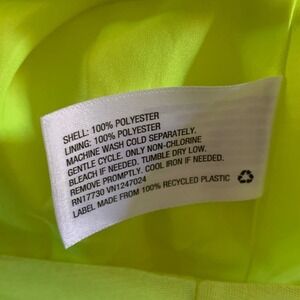 SHELL: 100% POLYESTER
LINING: 100% POLYESTER
MACHINE WASH COLD SEPARATELY.
GENTLE CYCLE. ONLY NON-CHLORINE
BLEACH IF NEEDED. TUMBLE DRY LOW.
REMOVE PROMPTLY. COOL IRON IF NEEDED.
RN17730 VN1247024
LABEL MADE FROM 100% RECYCLED PLASTIC